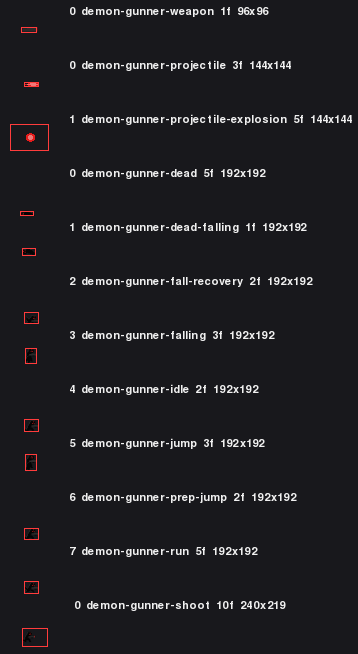 0 demon-gunner-weapon 1f 96x96
0 demon-gunner-projectile 3f 144x144
1 demon-gunner-projectile-explosion 5f 144x144
0 demon-gunner-dead 5f 192x192
1 demon-gunner-dead-falling 1f 192x192
2 demon-gunner-fall-recovery 2f 192x192
3 demon-gunner-falling 3f 192x192
4 demon-gunner-idle 2f 192x192
5 demon-gunner-jump 3f 192x192
6 demon-gunner-prep-jump 2f 192x192
7 demon-gunner-run 5f 192x192
0 demon-gunner-shoot 10f 240x219